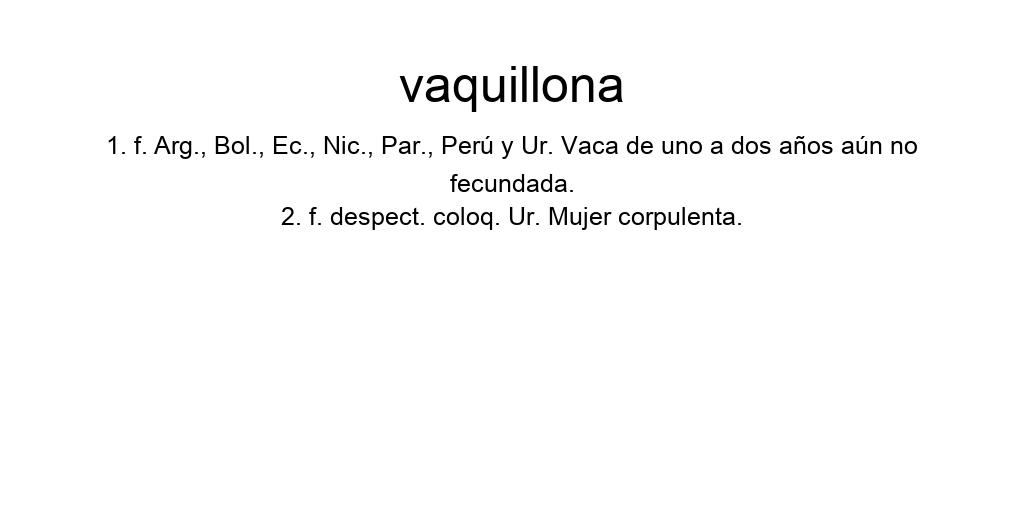 vaquillona
1. f. Arg., Bol., Ec., Nic., Par., Perú y Ur. Vaca de uno a dos años aún no
fecundada.
2. f. despect. coloq. Ur. Mujer corpulenta.